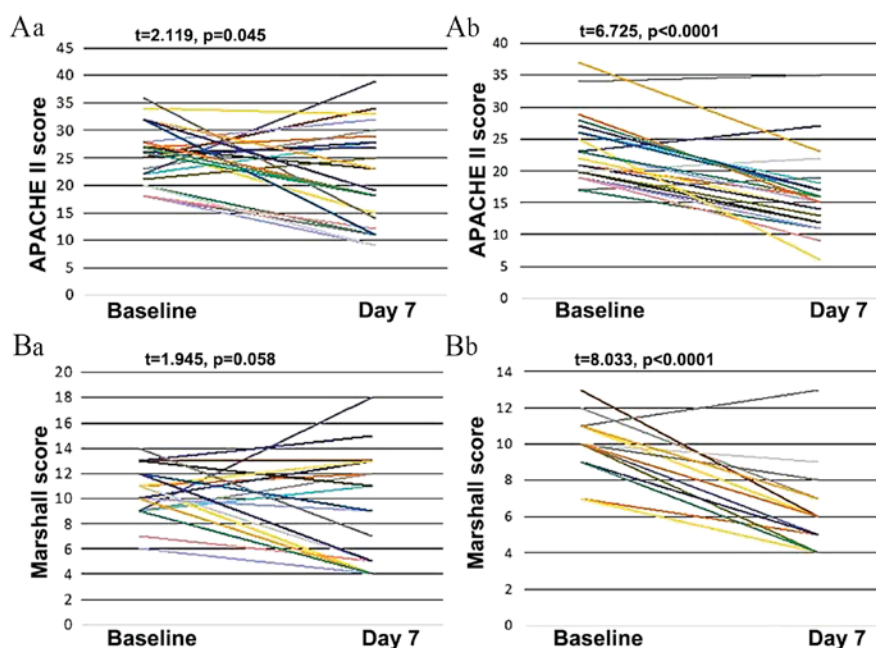 Aa
t=2.119, p=0.045
APACHE II score
45
40
35
30
25
20
15
10
5
0
Baseline Day 7
Ab
t=6.725, p<0.0001
APACHE II score
40
35
30
25
20
15
10
5
0
Baseline Day 7
Ba
t=1.945, p=0.058
Marshall score
20
18
16
14
12
10
8
6
4
2
0
Baseline Day 7
Bb
t=8.033, p<0.0001
Marshall score
14
12
10
8
6
4
2
0
Baseline Day 7